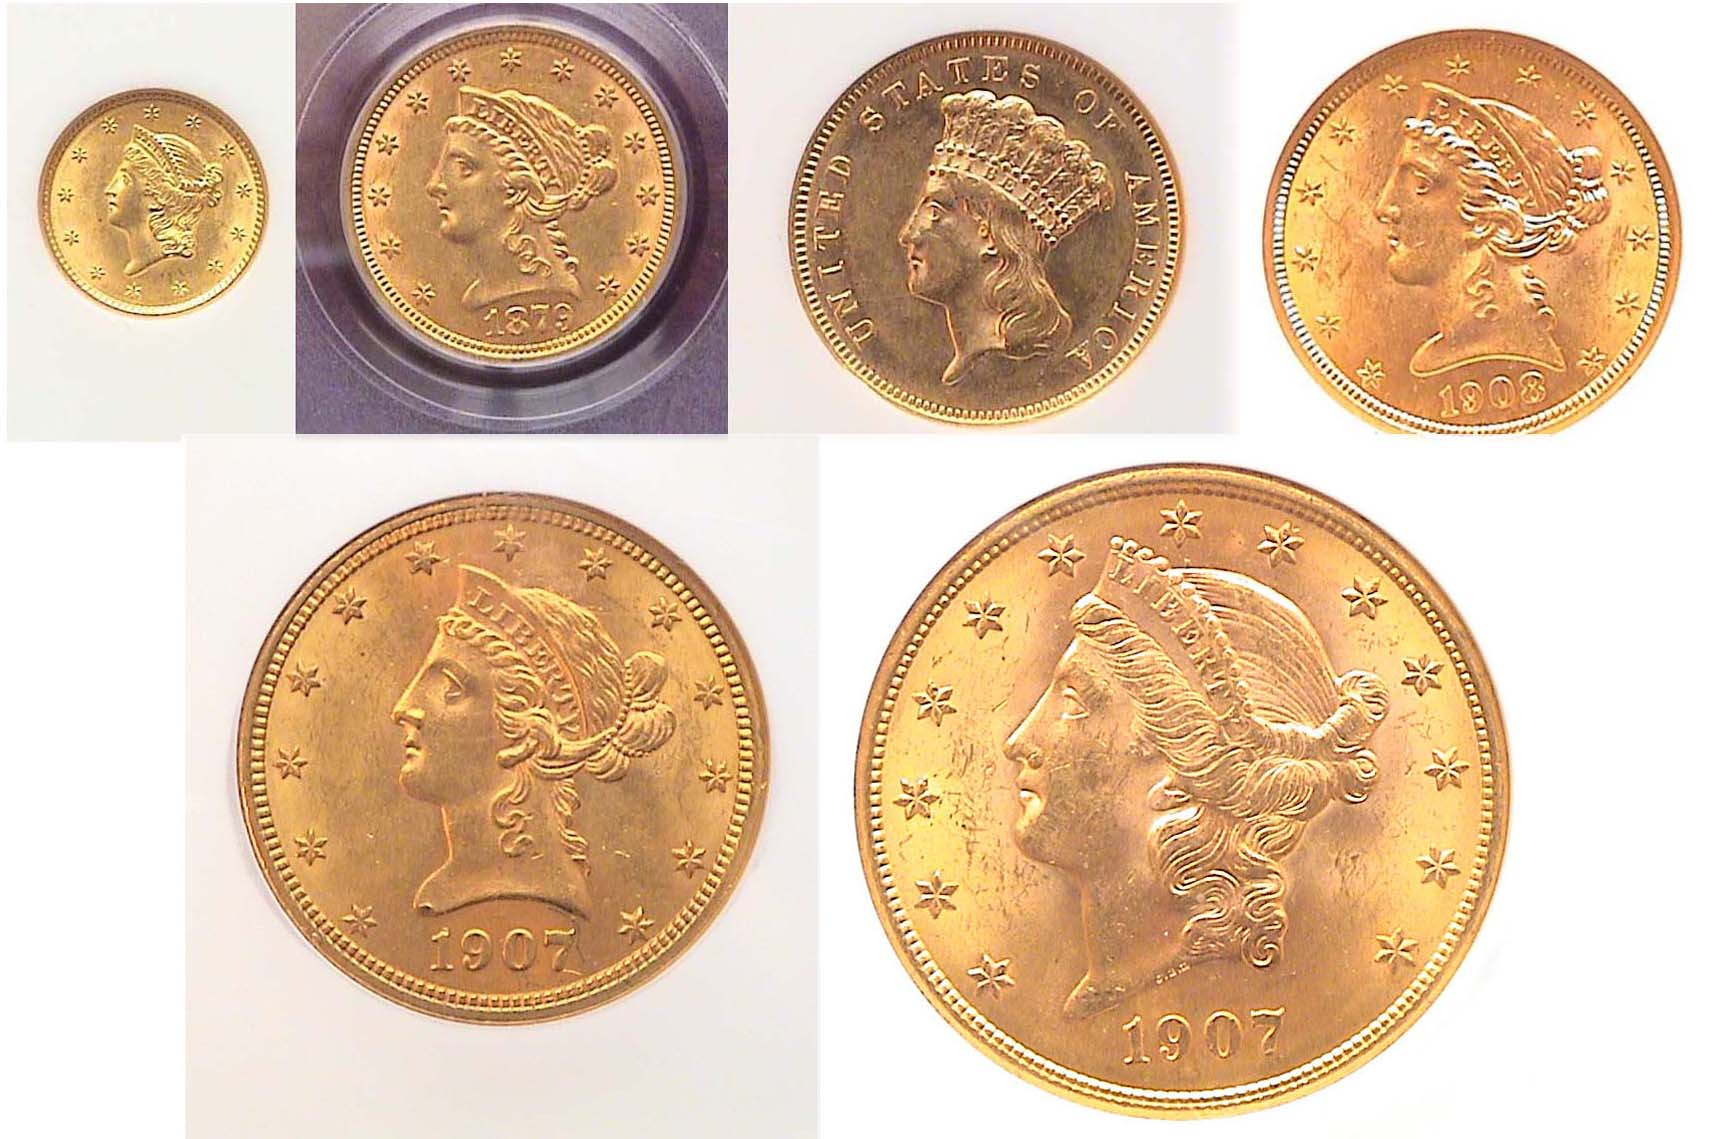 LIBERTY
1879
UNITED STATES OF AMERICA
LIBERTY
1908
LIBERTY
1907
LIBERTY
1907